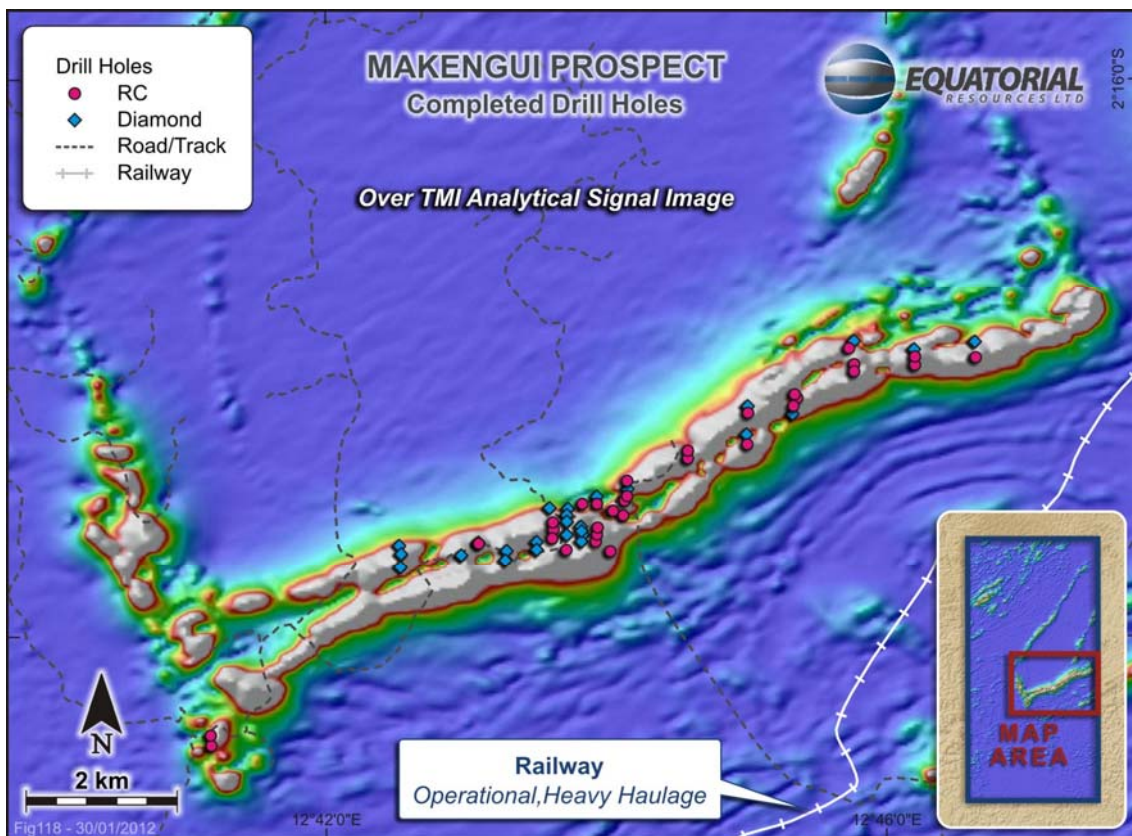 Drill Holes
RC
Diamond
Road/Track
Railway
MAKENGUI PROSPECT
Completed Drill Holes
Over TMI Analytical Signal Image
EQUATORIAL
RESOURCES LTD
2°16'0"S
N
2 km
Fig118 - 30/01/2012
12°42'0"E
Railway
Operational,Heavy Haulage
12°46'0"E
MAP
AREA